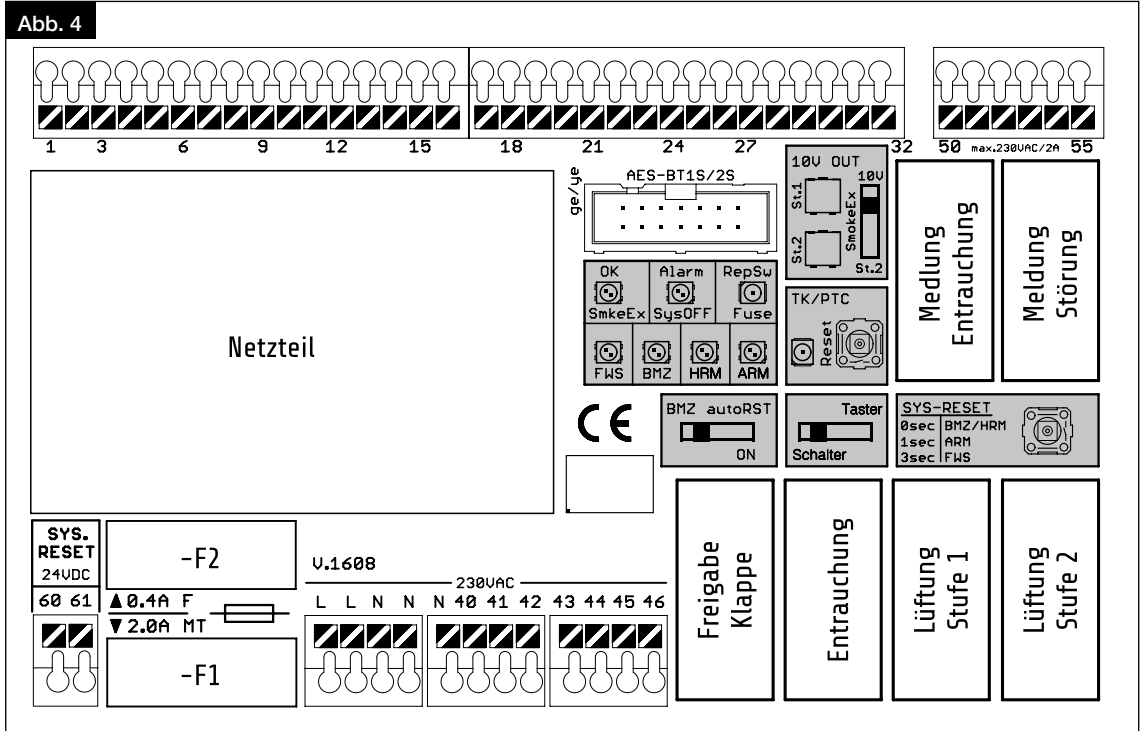 Abb. 4
1 3 6 9 12 15 18 21 24 27 32 50 max.230VAC/2A 55
ge/ye
AES-BT1S/2S
10V OUT
10V
St.1
St.2
SmokeEx
St.2
Medlung
Entrauchung
Meldung
Störung
Netzteil
OK Alarm RepSw
SmkeEx SysOFF Fuse
FWS BMZ HRM ARM
TK/PTC
Reset
CE
BMZ autoRST
ON
Taster
Schalter
SYS-RESET
0sec BMZ/HRM
1sec ARM
3sec FWS
SYS.
RESET
24VDC
60 61
-F2
▲ 0.4A F
▼ 2.0A MT
-F1
V.1608
230VAC
L L N N N 40 41 42 43 44 45 46
Freigabe
Klappe
Entrauchung
Lüftung
Stufe 1
Lüftung
Stufe 2